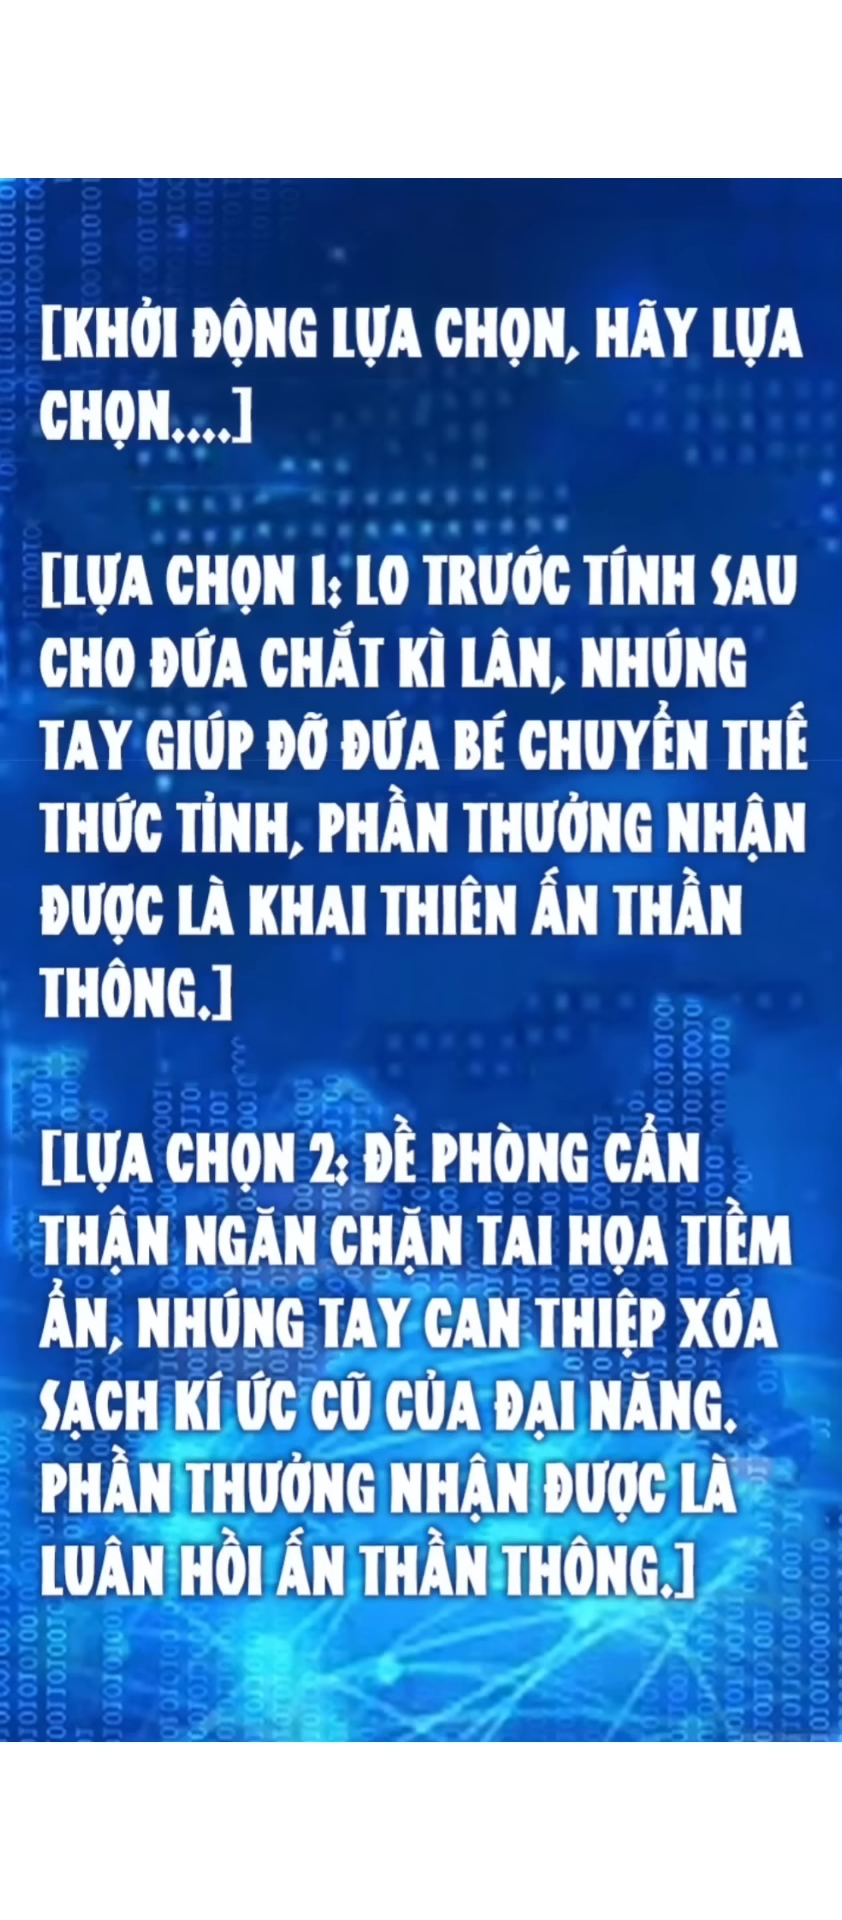 [KHỞI ĐỘNG LỰA CHỌN, HÃY LỰA
CHỌN....]
[LỰA CHỌN 1: LO TRƯỚC TÍNH SAU
CHO ĐỨA CHẮT KÌ LÂN, NHÚNG
TAY GIÚP ĐỠ ĐỨA BÉ CHUYỂN THẾ
THỨC TỈNH, PHẦN THƯỞNG NHẬN
ĐƯỢC LÀ KHAI THIÊN ẤN THẦN
THÔNG.]
[LỰA CHỌN 2: ĐỀ PHÒNG CẨN
THẬN NGĂN CHẶN TAI HỌA TIỀM
ẨN, NHÚNG TAY CAN THIỆP XÓA
SẠCH KÍ ỨC CŨ CỦA ĐẠI NĂNG.
PHẦN THƯỞNG NHẬN ĐƯỢC LÀ
LUÂN HỒI ẤN THẦN THÔNG.]